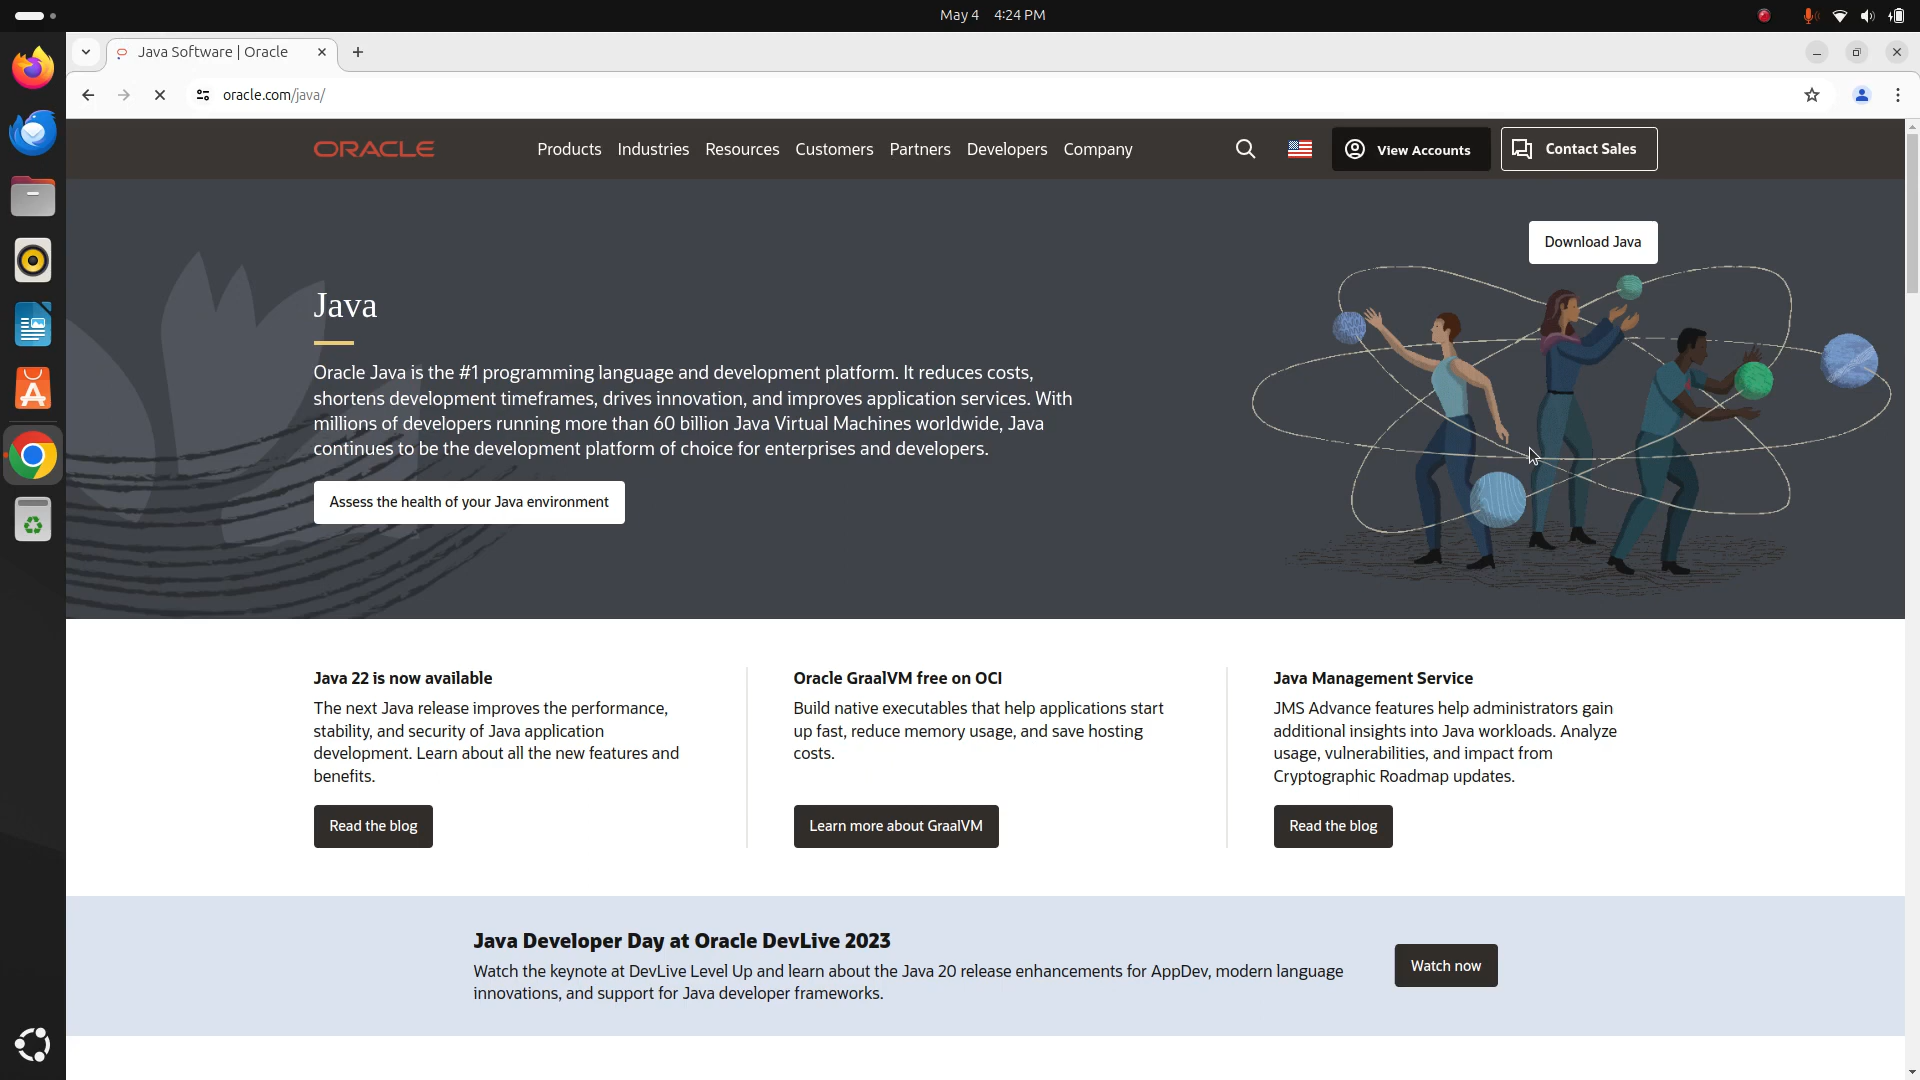 May 4 4:24 PM
Java Software | Oracle
oracle.com/java/
ORACLE
Products Industries Resources Customers Partners Developers Company
View Accounts
Contact Sales
Download Java
Java
Oracle Java is the #1 programming language and development platform. It reduces costs,
shortens development timeframes, drives innovation, and improves application services. With
millions of developers running more than 60 billion Java Virtual Machines worldwide, Java
continues to be the development platform of choice for enterprises and developers.
Assess the health of your Java environment
Java 22 is now available
The next Java release improves the performance,
stability, and security of Java application
development. Learn about all the new features and
benefits.
Read the blog
Oracle GraalVM free on OCI
Build native executables that help applications start
up fast, reduce memory usage, and save hosting
costs.
Learn more about GraalVM
Java Management Service
JMS Advance features help administrators gain
additional insights into Java workloads. Analyze
usage, vulnerabilities, and impact from
Cryptographic Roadmap updates.
Read the blog
Java Developer Day at Oracle DevLive 2023
Watch the keynote at DevLive Level Up and learn about the Java 20 release enhancements for AppDev, modern language
innovations, and support for Java developer frameworks.
Watch now